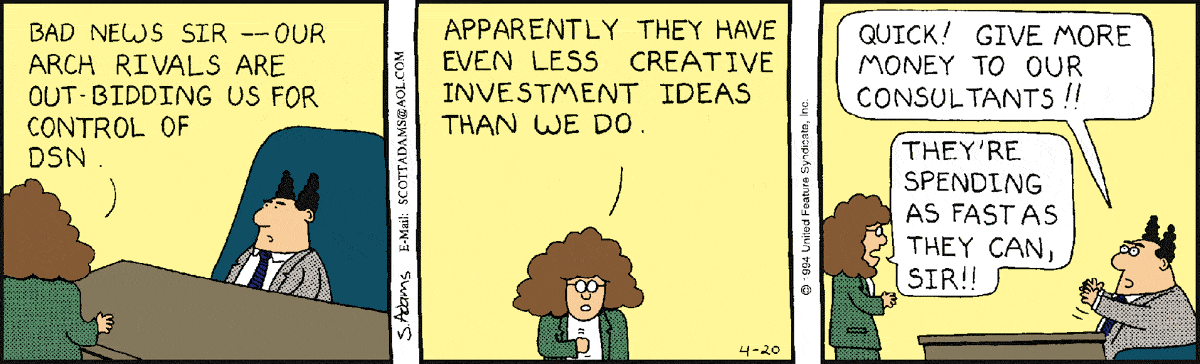 BAD NEWS SIR -- OUR
ARCH RIVALS ARE
OUT-BIDDING US FOR
CONTROL OF
DSN.
S.Adams E-Mail: SCOTTADAMS@AOL.COM
APPARENTLY THEY HAVE
EVEN LESS CREATIVE
INVESTMENT IDEAS
THAN WE DO.
4-20
© 1994 United Feature Syndicate, Inc.
QUICK! GIVE MORE
MONEY TO OUR
CONSULTANTS!!
THEY'RE
SPENDING
AS FAST AS
THEY CAN,
SIR!!